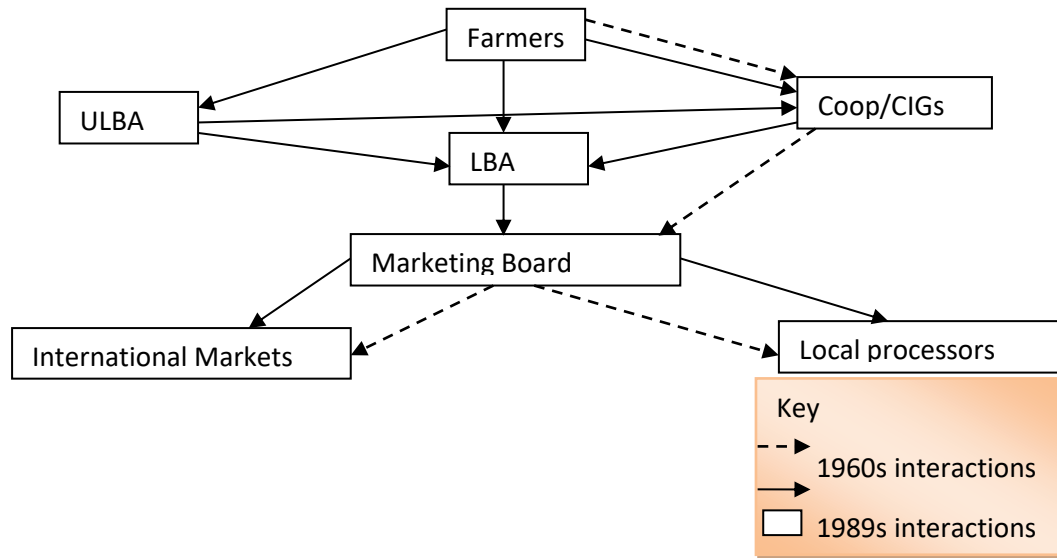 Farmers
ULBA
Coop/CIGs
LBA
Marketing Board
International Markets
Local processors
Key
1960s interactions
1989s interactions